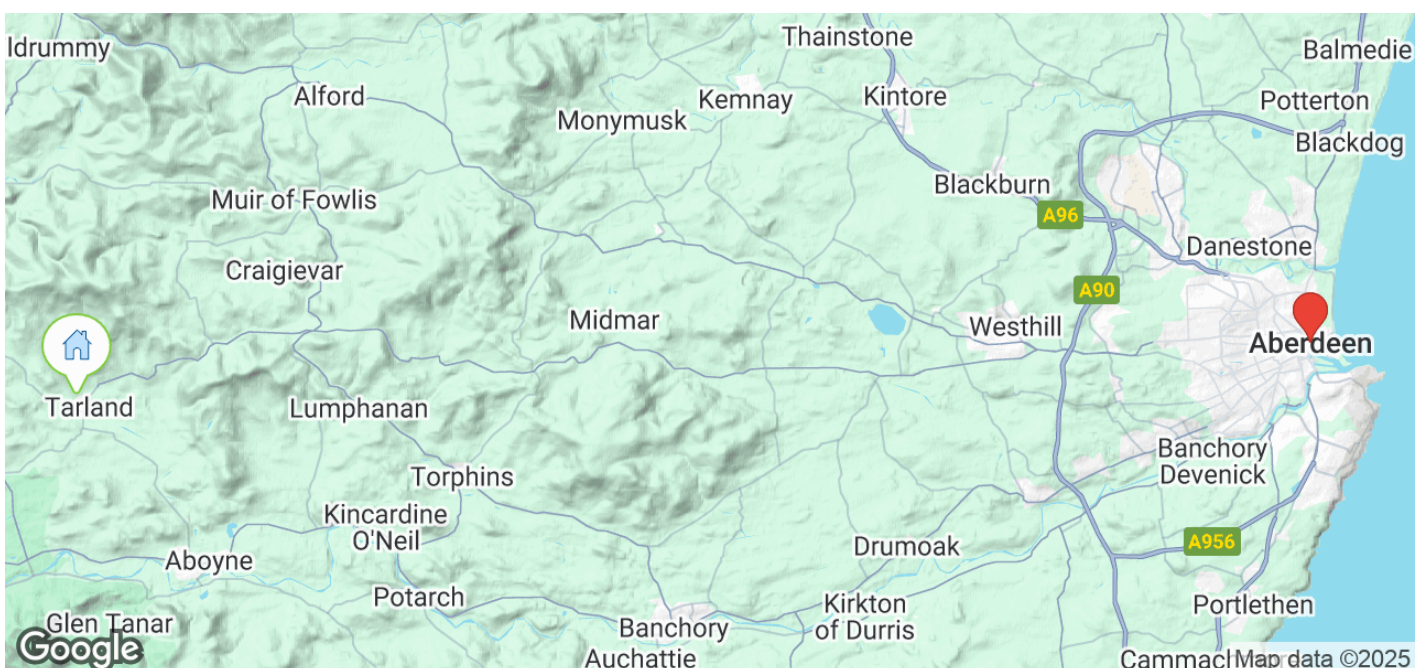 ldrummy
Thainstone
Balmedie
Alford
Kemnay
Kintore
Potterton
Monymusk
Blackdog
Muir of Fowlis
Blackburn
A96
Danestone
Craigievar
A90
Midmar
Westhill
Aberdeen
Tarland
Lumphanan
Banchory
Devenick
Torphins
Kincardine
O'Neil
A956
Drumoak
Aboyne
Potarch
Kirkton
of Durris
Portlethen
Glen Tanar
Banchory
Google
Auchattie
Cammachl
Map data ©2025